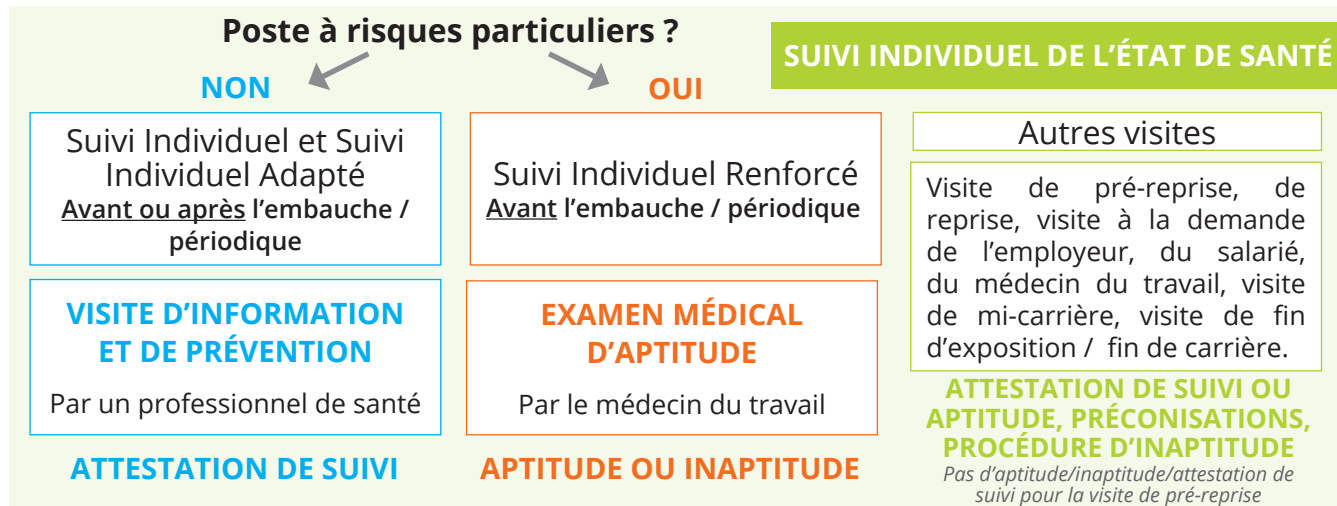 Poste à risques particuliers ?
SUIVI INDIVIDUEL DE L’ÉTAT DE SANTÉ
NON
Suivi Individuel et Suivi
Individuel Adapté
Avant ou après l’embauche /
périodique
VISITE D’INFORMATION
ET DE PRÉVENTION
Par un professionnel de santé
ATTESTATION DE SUIVI
OUI
Suivi Individuel Renforcé
Avant l’embauche / périodique
EXAMEN MÉDICAL
D’APTITUDE
Par le médecin du travail
APTITUDE OU INAPTITUDE
Autres visites
Visite de pré-reprise, de
reprise, visite à la demande
de l’employeur, du salarié,
du médecin du travail, visite
de mi-carrière, visite de fin
d’exposition / fin de carrière.
ATTESTATION DE SUIVI OU
APTITUDE, PRÉCONISATIONS,
PROCÉDURE D’INAPTITUDE
Pas d’aptitude/inaptitude/attestation de
suivi pour la visite de pré-reprise